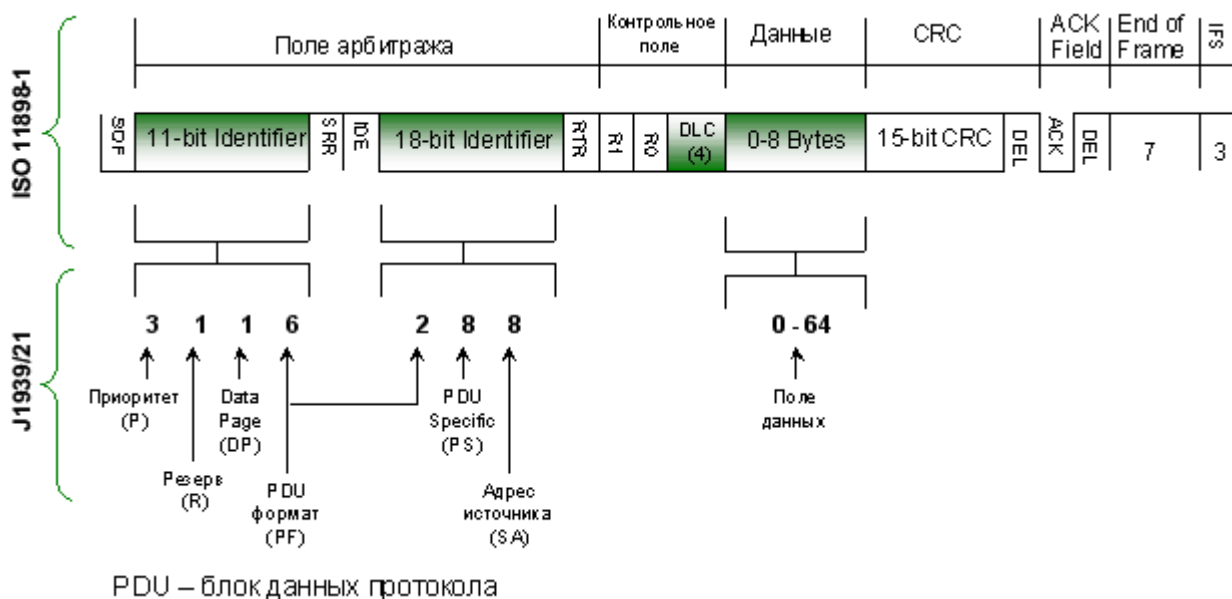 ISO 11898-1
Поле арбитража
Контрольное
поле
Данные
CRC
ACK
Field
End of
Frame
IFS
SOF
11-bit Identifier
SRR
IDE
18-bit Identifier
RTR
R1
R0
DLC
(4)
0-8 Bytes
15-bit CRC
DEL
ACK
DEL
7
3
J1939/21
3 1 1 6 2 8 8 0 - 64
Приоритет
(P)
Data
Page
(DP)
PDU
Specific
(PS)
Поле
данных
Резерв
(R)
PDU
формат
(PF)
Адрес
источника
(SA)
PDU – блок данных протокола